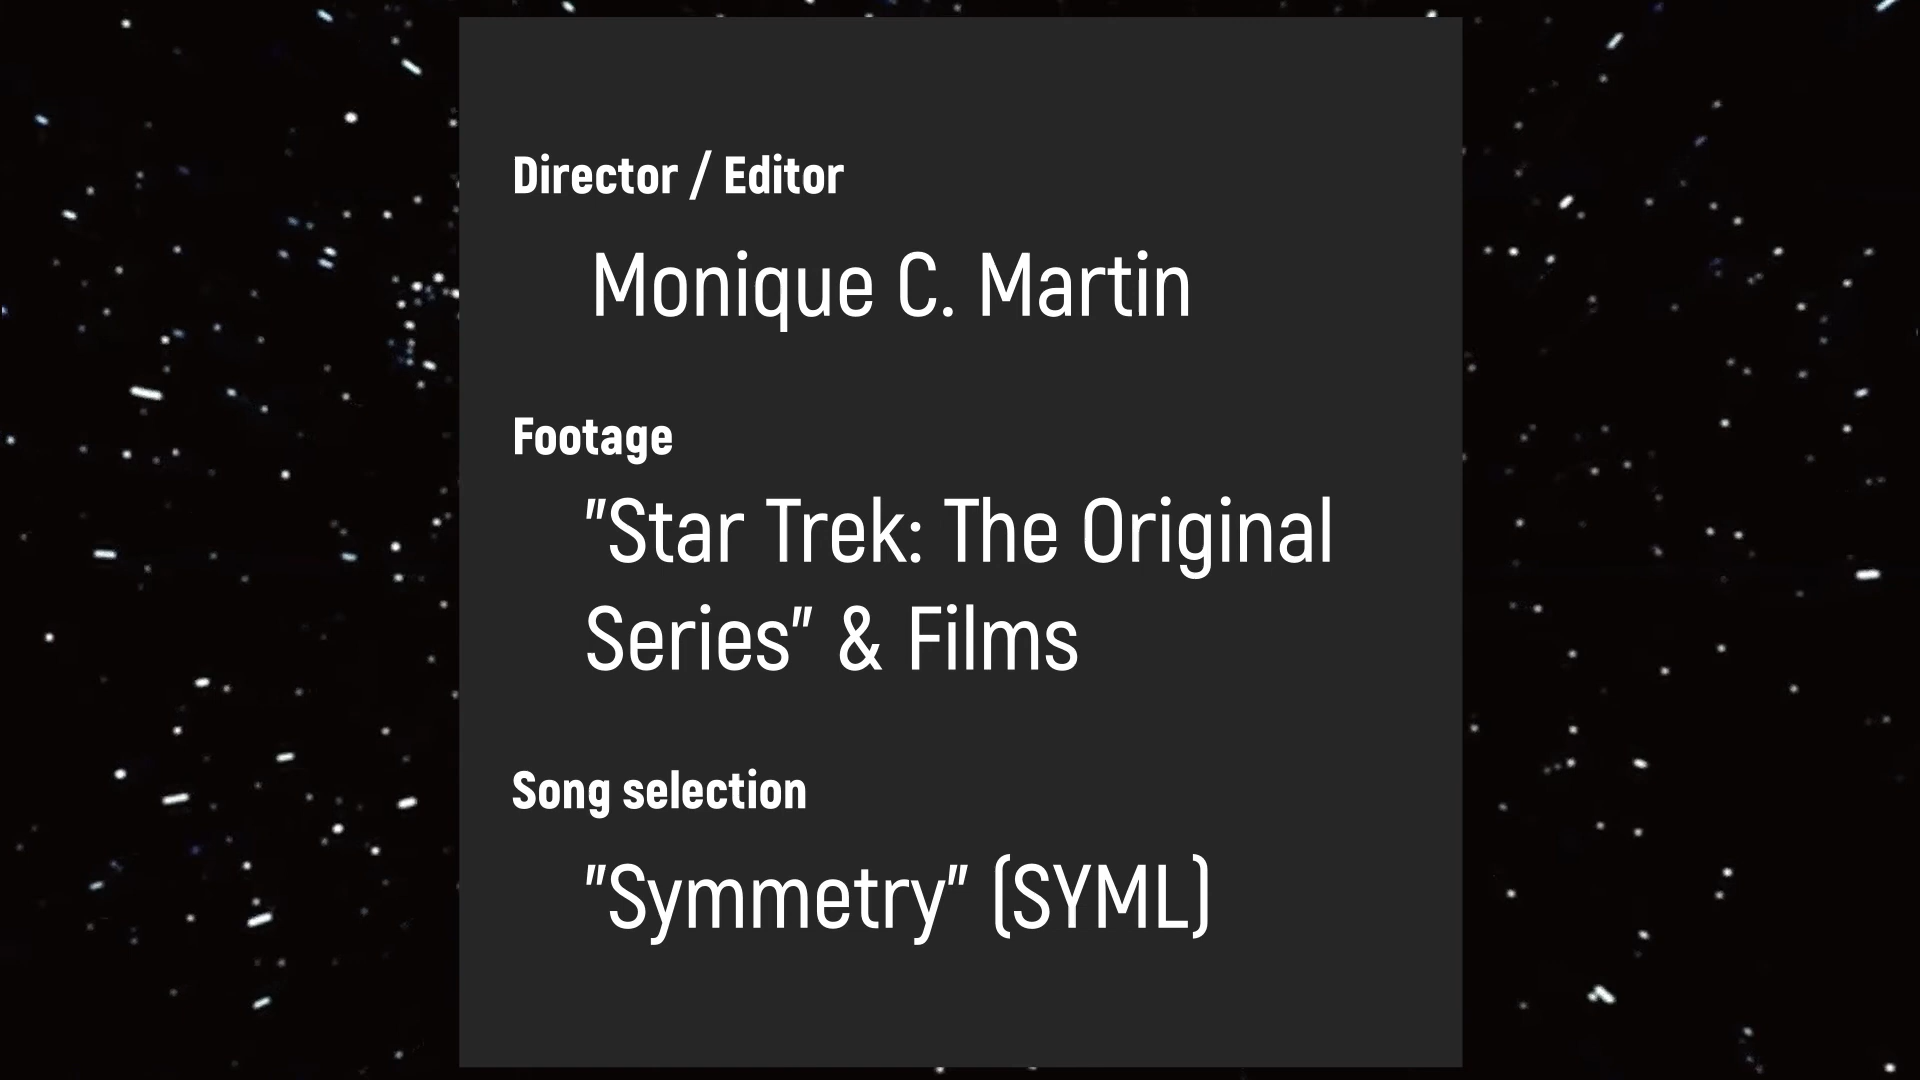 Director / Editor
Monique C. Martin
Footage
"Star Trek: The Original
Series" & Films
Song selection
"Symmetry" (SYML)